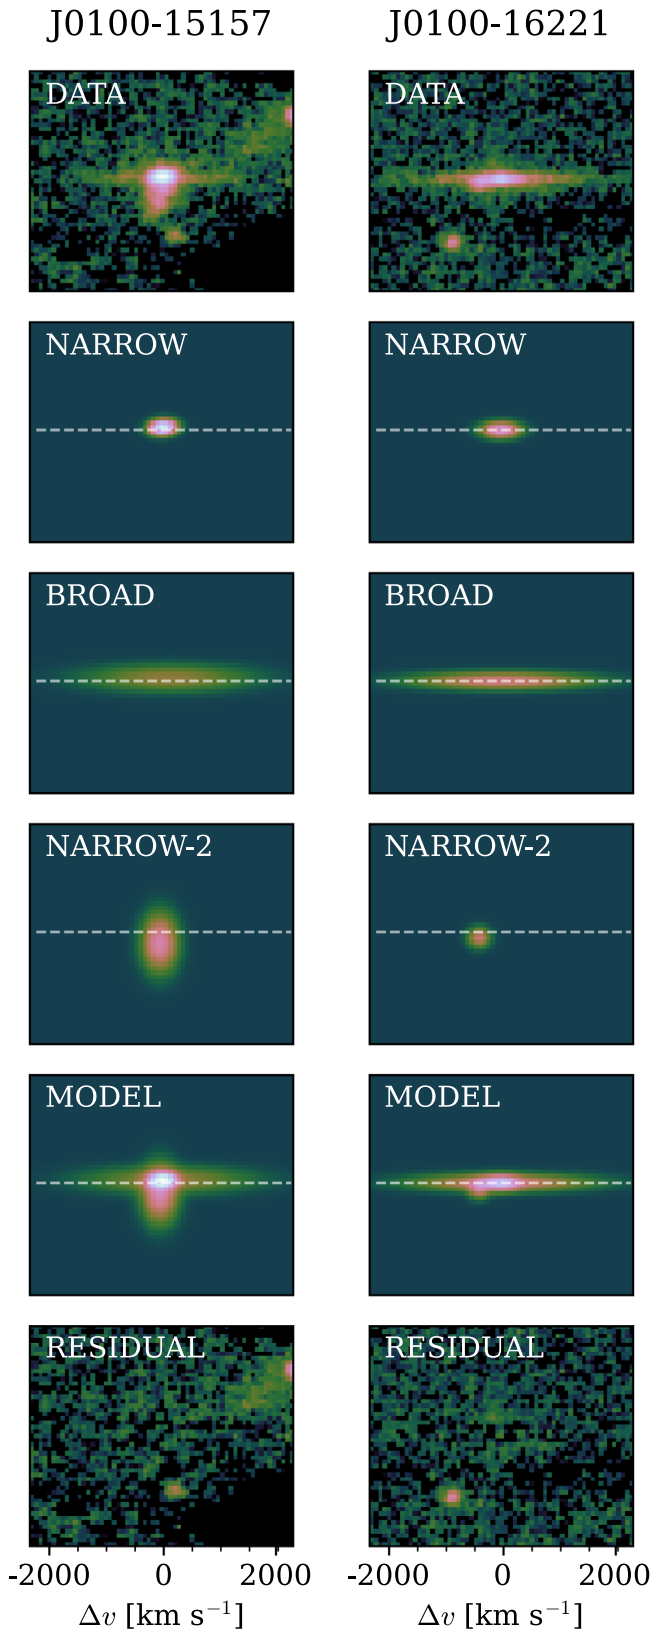 J0100-15157 J0100-16221
DATA DATA
NARROW NARROW
BROAD BROAD
NARROW-2 NARROW-2
MODEL MODEL
RESIDUAL RESIDUAL
-2000 0 2000 -2000 0 2000
Δv [km s⁻¹] Δv [km s⁻¹]